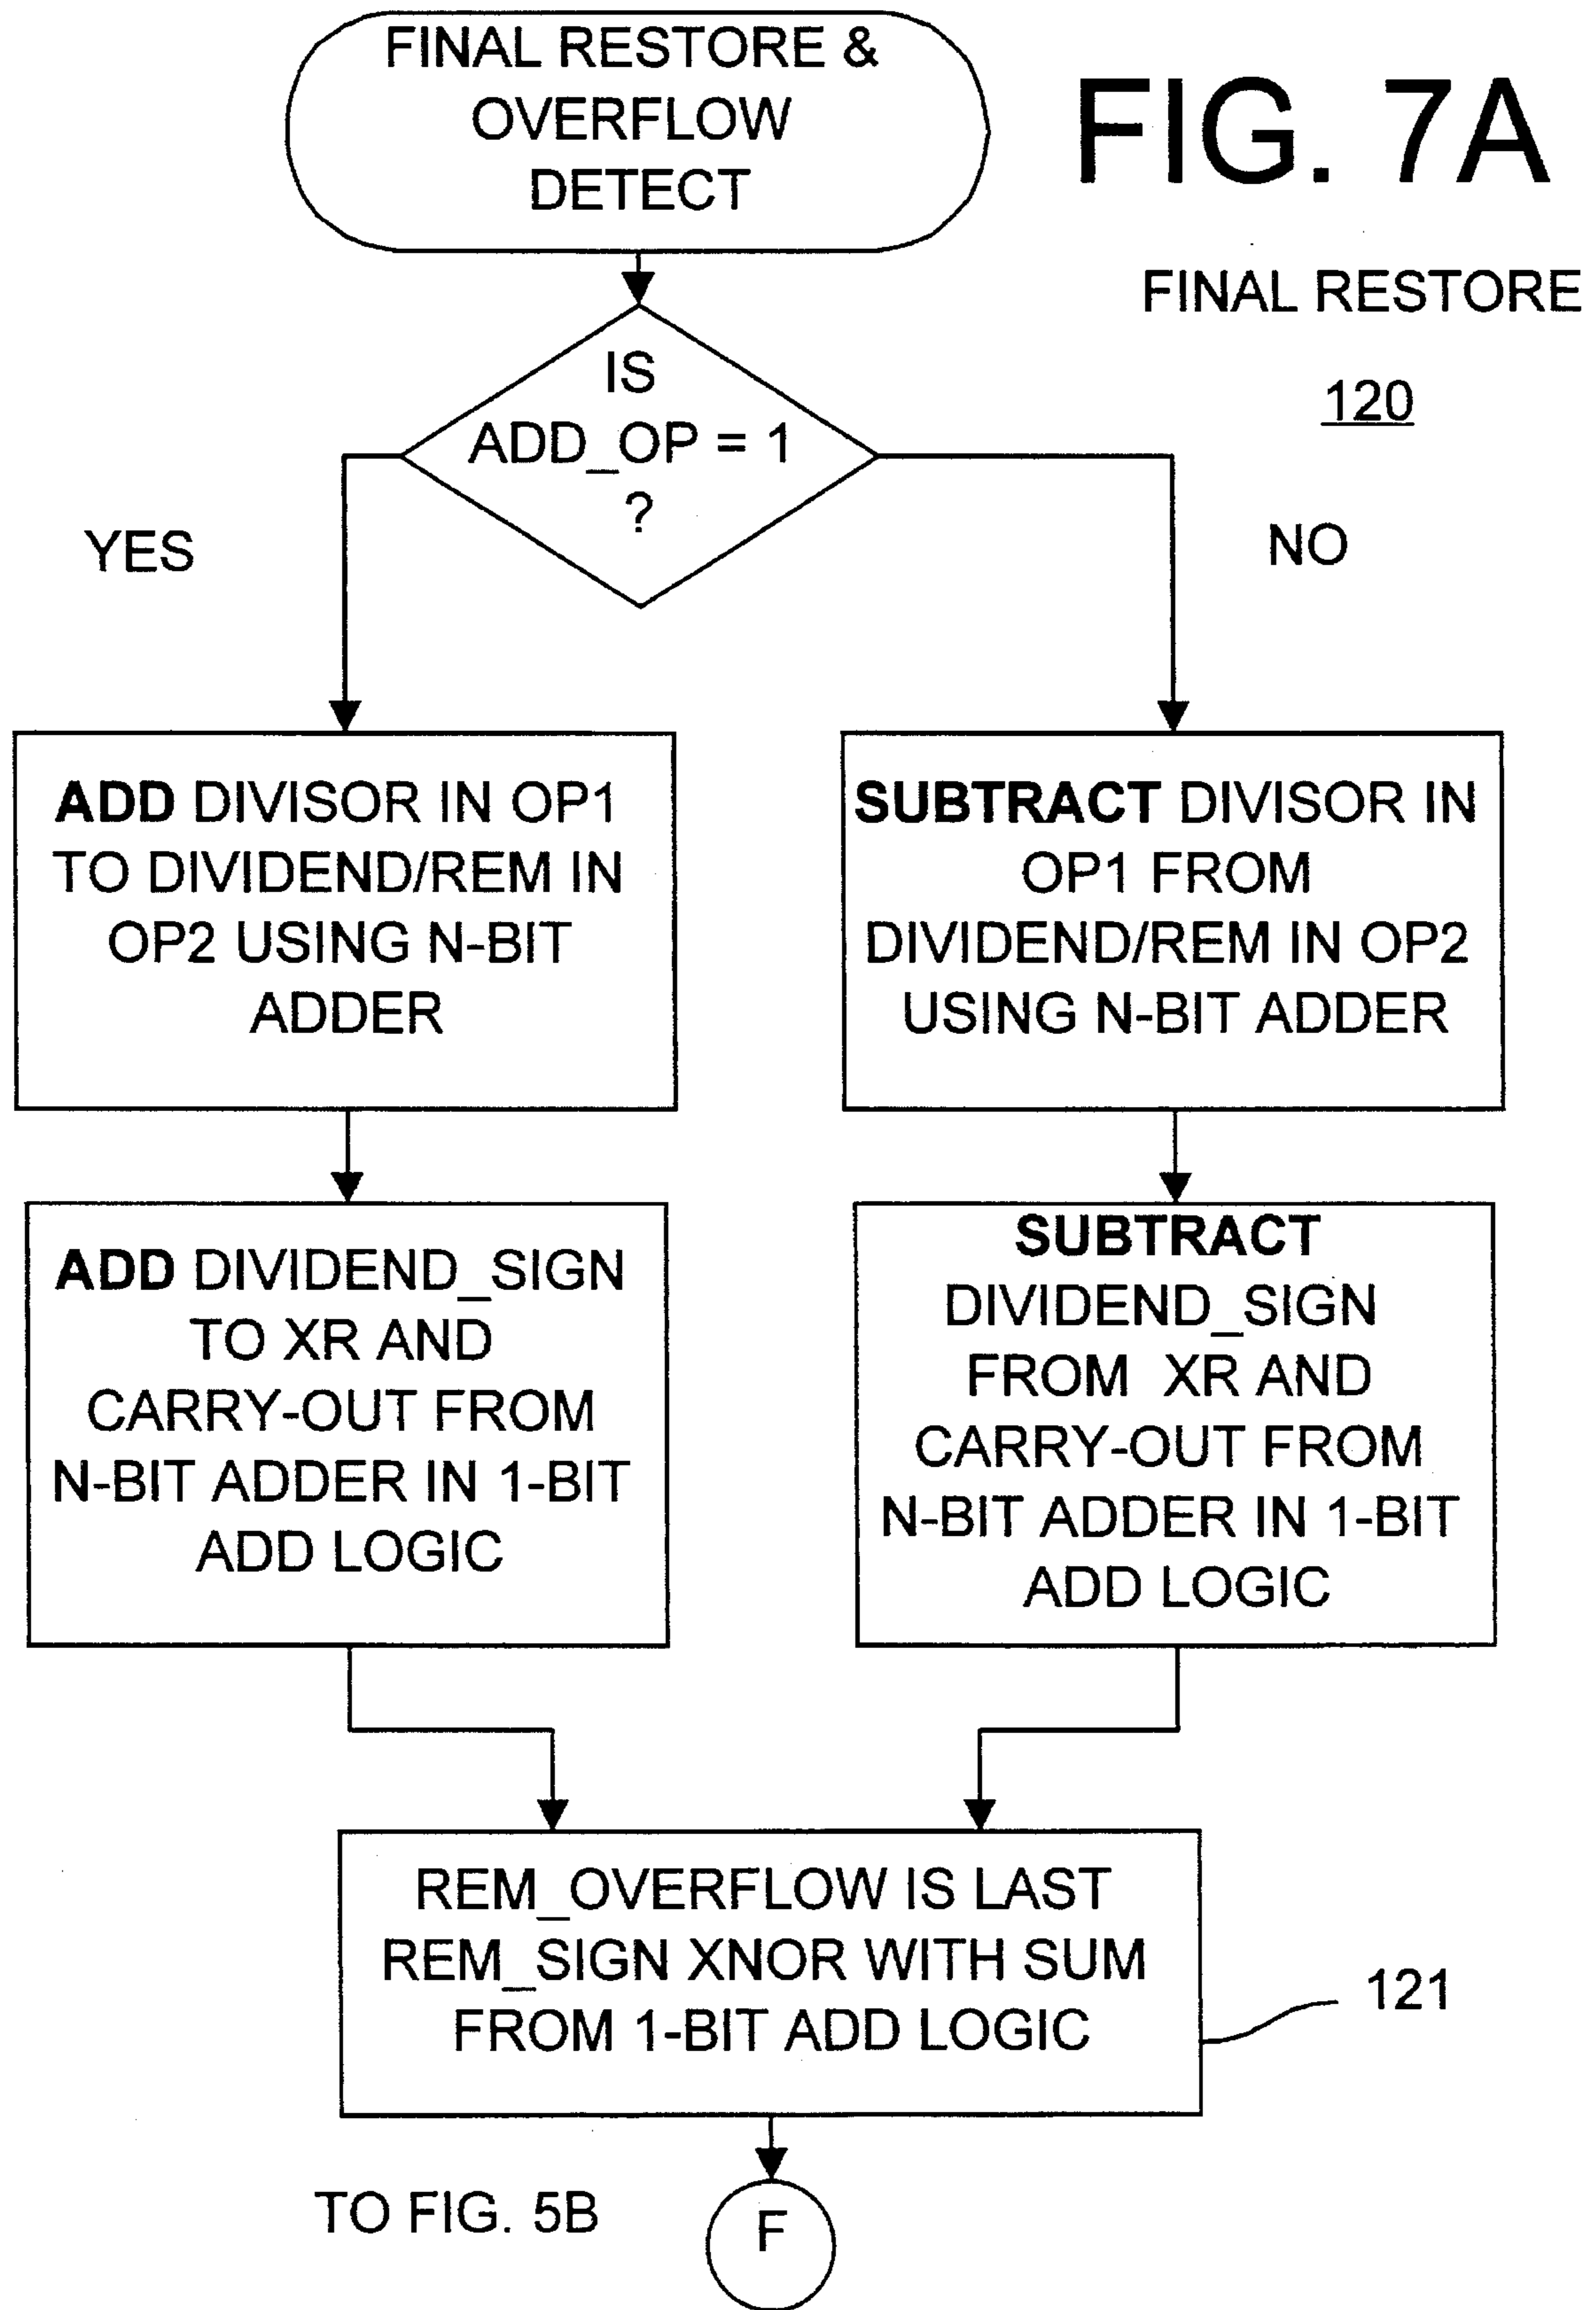 FINAL RESTORE &
OVERFLOW
DETECT
FIG. 7A
FINAL RESTORE
120
IS
ADD_OP = 1
?
YES
NO
ADD DIVISOR IN OP1
TO DIVIDEND/REM IN
OP2 USING N-BIT
ADDER
SUBTRACT DIVISOR IN
OP1 FROM
DIVIDEND/REM IN OP2
USING N-BIT ADDER
ADD DIVIDEND_SIGN
TO XR AND
CARRY-OUT FROM
N-BIT ADDER IN 1-BIT
ADD LOGIC
SUBTRACT
DIVIDEND_SIGN
FROM XR AND
CARRY-OUT FROM
N-BIT ADDER IN 1-BIT
ADD LOGIC
REM_OVERFLOW IS LAST
REM_SIGN XNOR WITH SUM
FROM 1-BIT ADD LOGIC
121
TO FIG. 5B
F